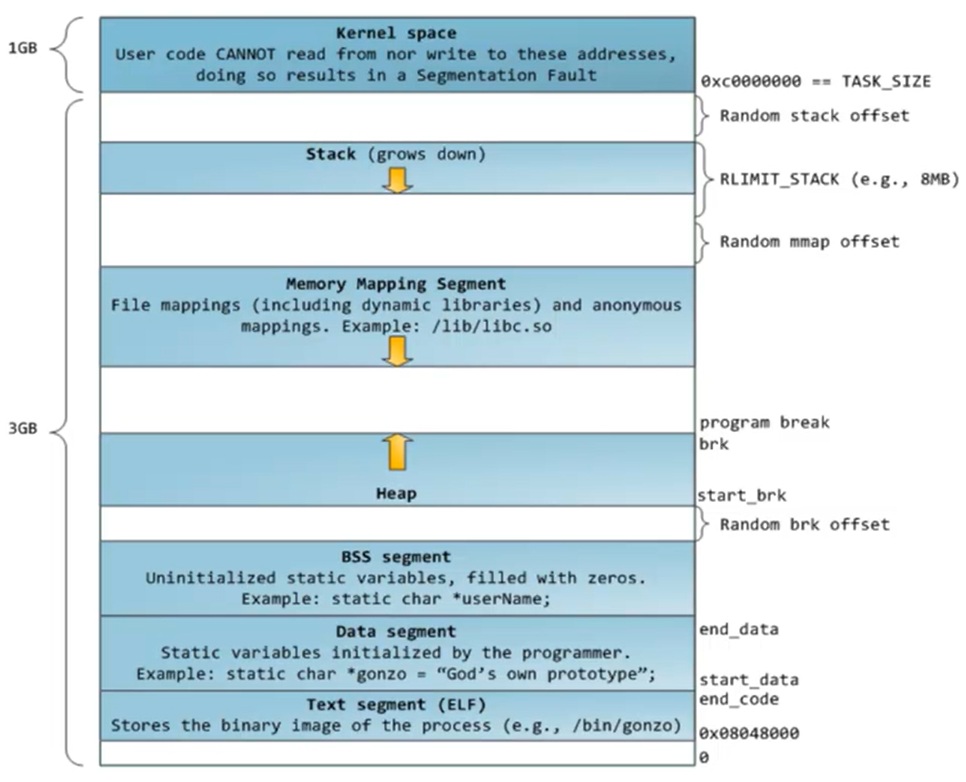 1GB
Kernel space
User code CANNOT read from nor write to these addresses,
doing so results in a Segmentation Fault
0xc0000000 == TASK_SIZE
Random stack offset
Stack (grows down)
RLIMIT_STACK (e.g., 8MB)
Random mmap offset
Memory Mapping Segment
File mappings (including dynamic libraries) and anonymous
mappings. Example: /lib/libc.so
3GB
program break
brk
Heap
start_brk
Random brk offset
BSS segment
Uninitialized static variables, filled with zeros.
Example: static char *userName;
end_data
Data segment
Static variables initialized by the programmer.
Example: static char *gonzo = “God’s own prototype”;
start_data
end_code
Text segment (ELF)
Stores the binary image of the process (e.g., /bin/gonzo)
0x08048000
0